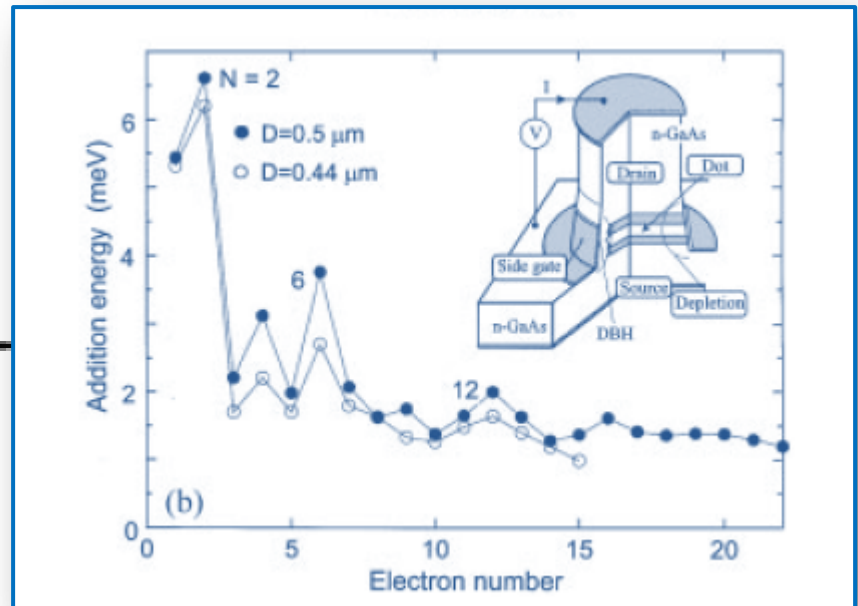 N = 2
D=0.5 μm
D=0.44 μm
6
12
I
V
n-GaAs
Drain
Dot
Side gate
Source
Depletion
n-GaAs
DBH
(b)
Addition energy (meV)
6
4
2
0
0 5 10 15 20
Electron number